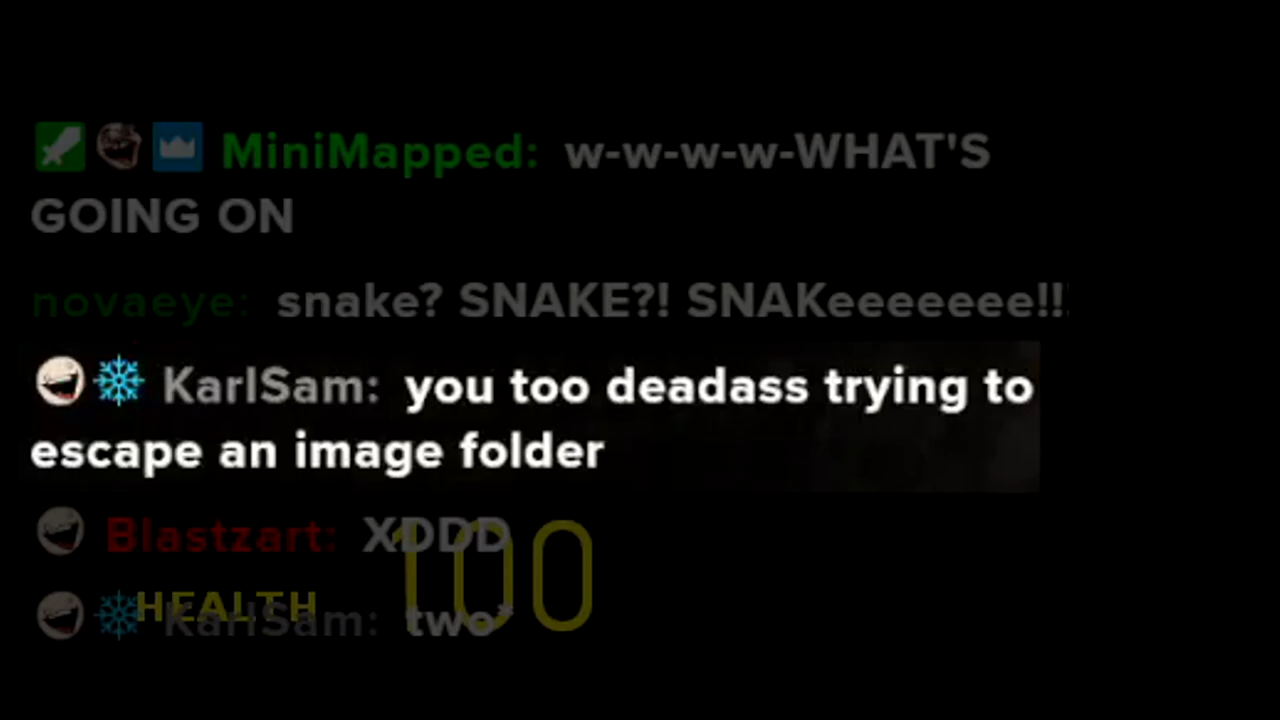 MiniMapped: w-w-w-w-WHAT'S
GOING ON
novaeye: snake? SNAKE?! SNAKeeeeeee!!!
KarlSam: you too deadass trying to
escape an image folder
Blastzart: XDDD
100
HEALTH
KarlSam: two*